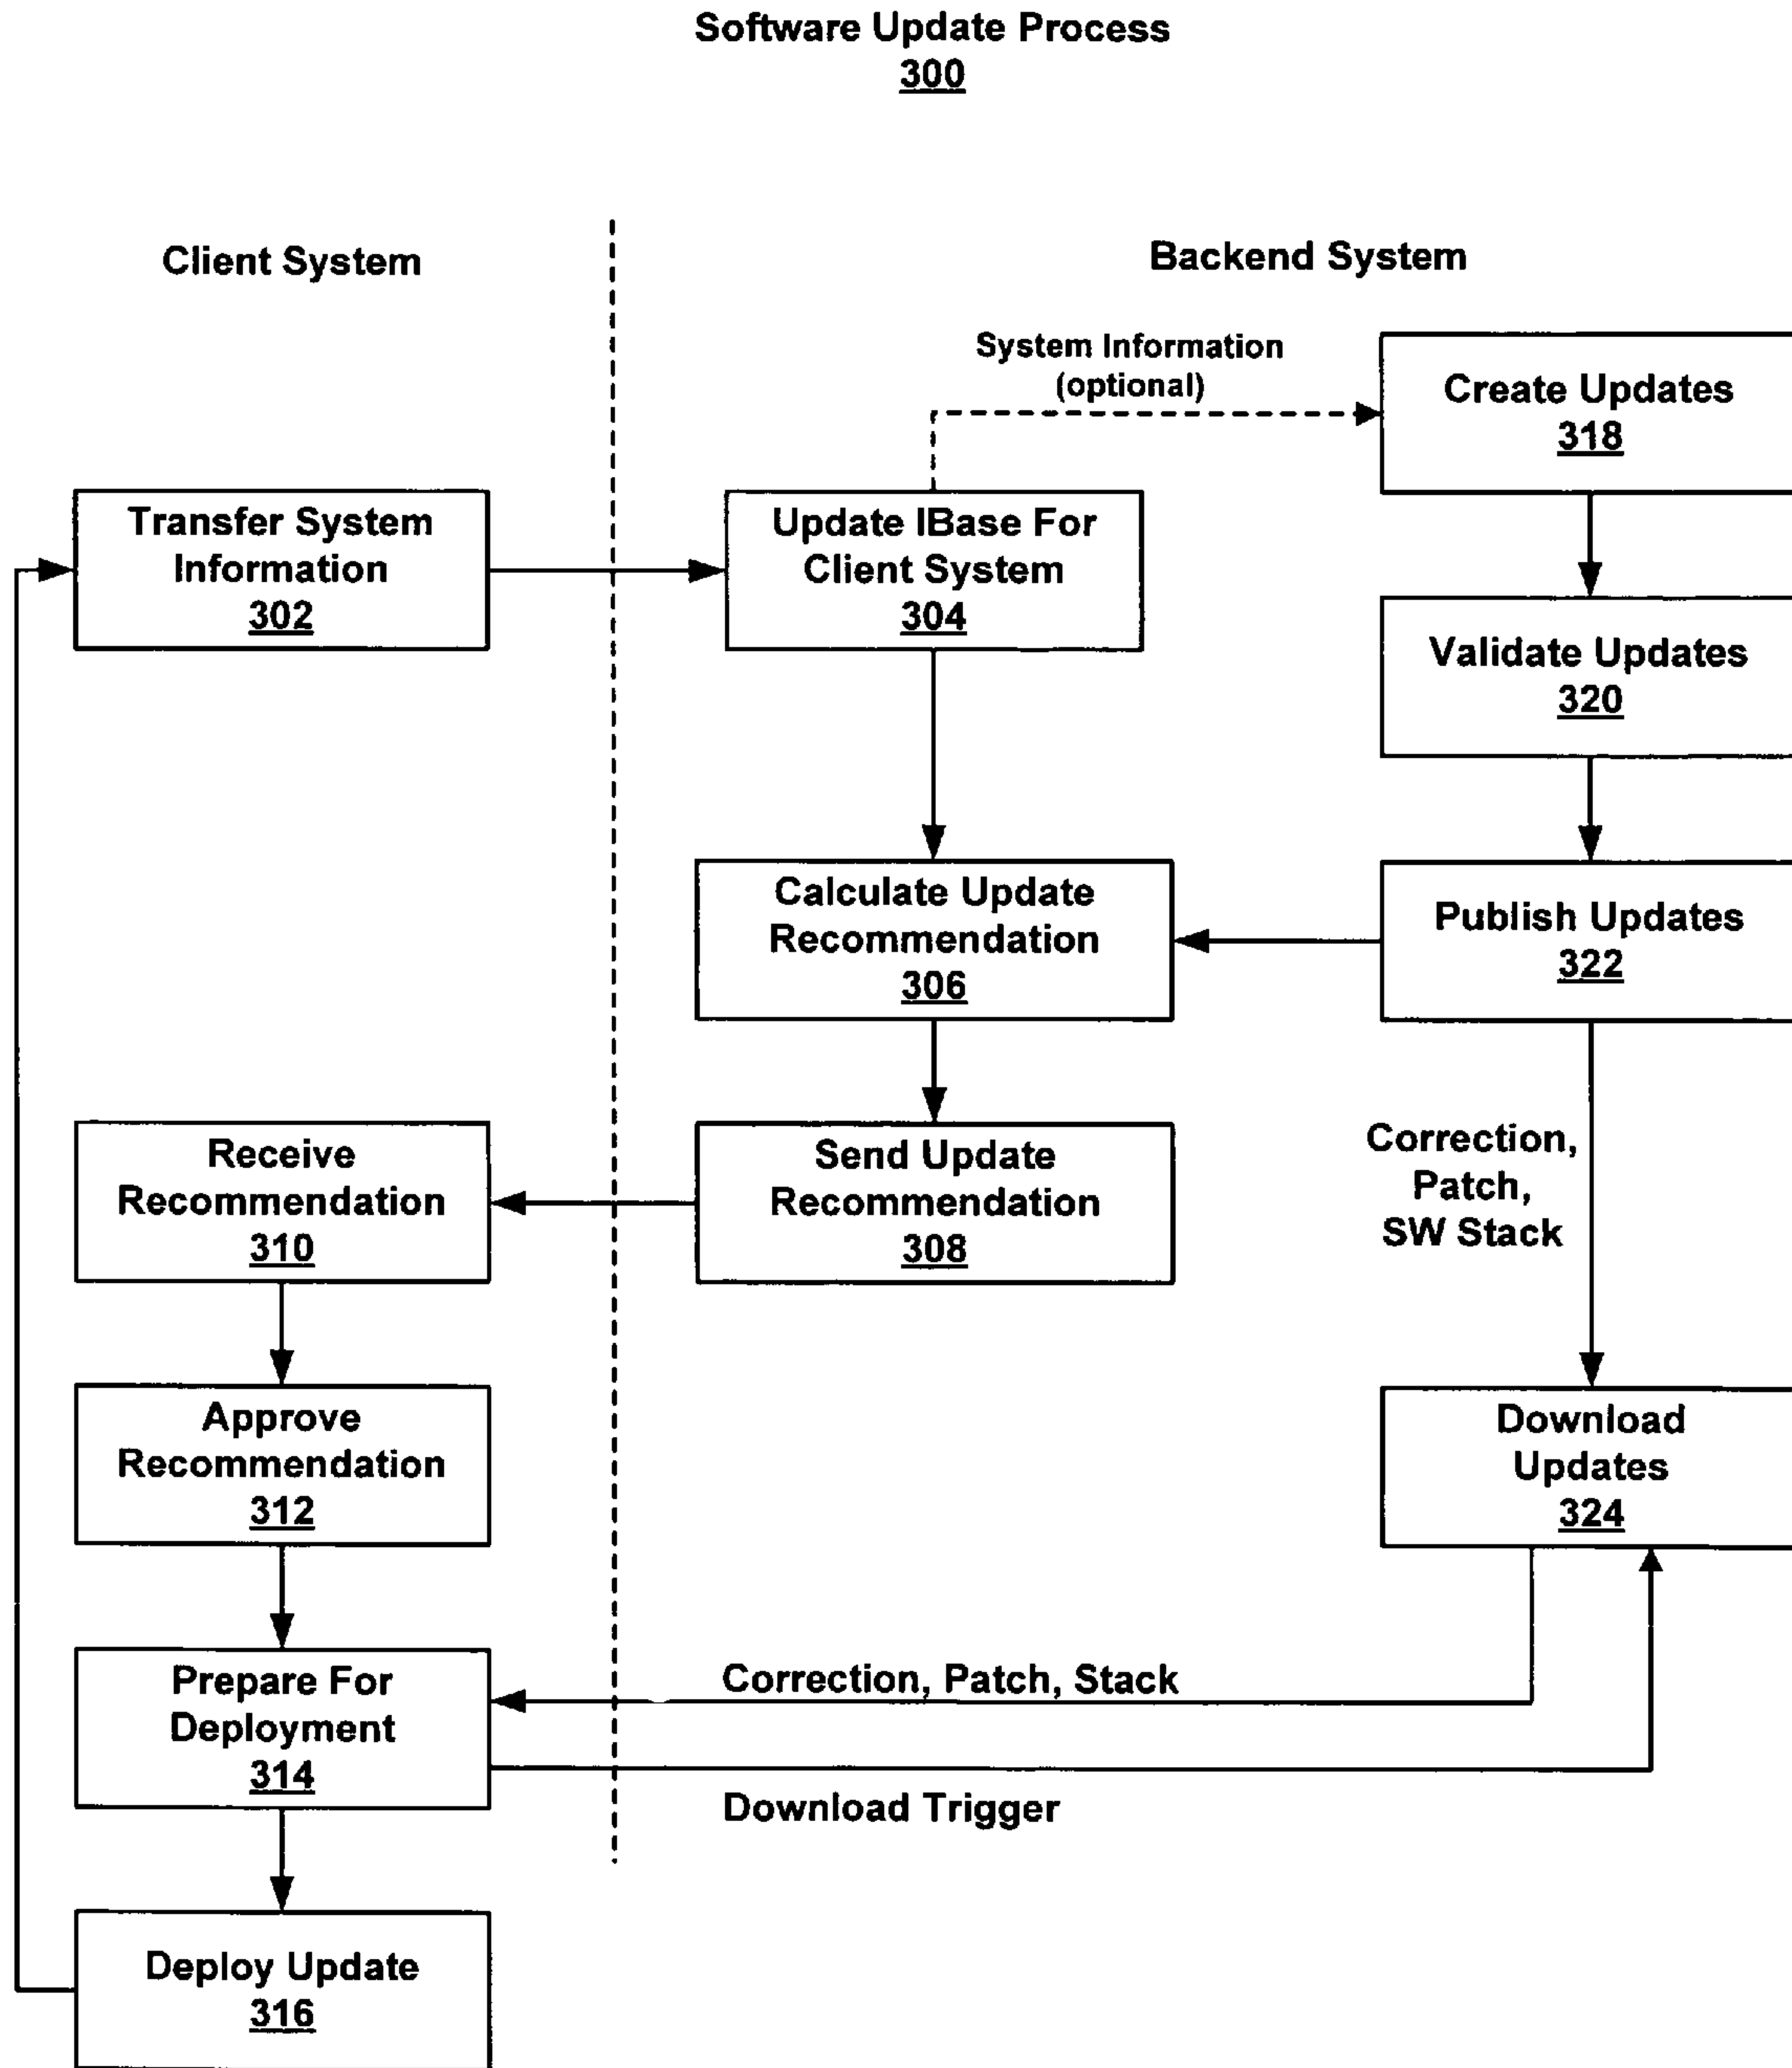 Software Update Process
300
Client System
Backend System
System Information
(optional)
Create Updates
318
Transfer System
Information
302
Update IBase For
Client System
304
Validate Updates
320
Calculate Update
Recommendation
306
Publish Updates
322
Receive
Recommendation
310
Send Update
Recommendation
308
Correction,
Patch,
SW Stack
Approve
Recommendation
312
Download
Updates
324
Prepare For
Deployment
314
Correction, Patch, Stack
Download Trigger
Deploy Update
316